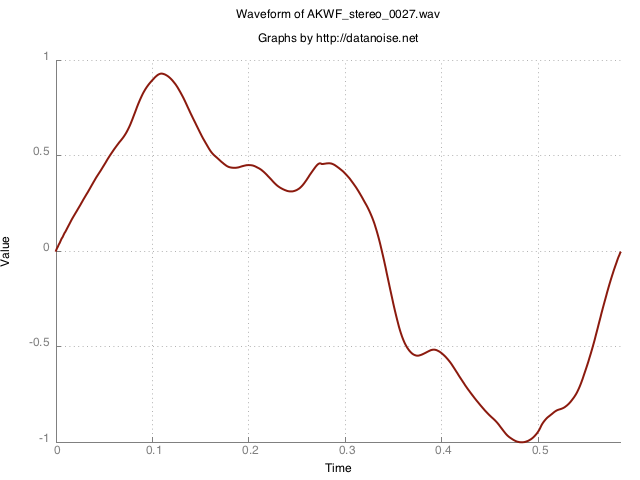 Waveform of AKWF_stereo_0027.wav
Graphs by http://datanoise.net
1
0.5
0
-0.5
-1
Value
0 0.1 0.2 0.3 0.4 0.5
Time